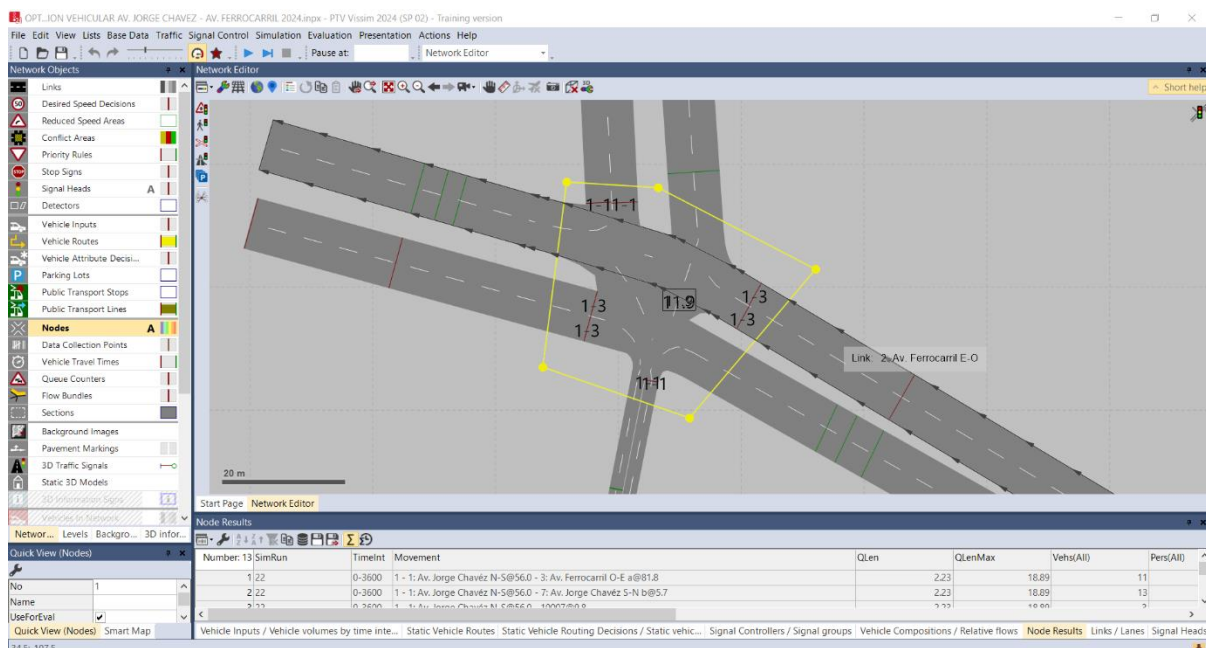 OPT...ION VEHICULAR AV. JORGE CHAVEZ - AV. FERROCARRIL 2024.inpx - PTV Vissim 2024 (SP 02) - Training version
File Edit View Lists Base Data Traffic Signal Control Simulation Evaluation Presentation Actions Help
Pause at: Network Editor
Network Objects
Links
Desired Speed Decisions
Reduced Speed Areas
Conflict Areas
Priority Rules
Stop Signs
Signal Heads A
Detectors
Vehicle Inputs
Vehicle Routes
Vehicle Attribute Decisi...
Parking Lots
Public Transport Stops
Public Transport Lines
Nodes A
Data Collection Points
Vehicle Travel Times
Queue Counters
Flow Bundles
Sections
Background Images
Pavement Markings
3D Traffic Signals
Static 3D Models
3D Information Signs
Vehicles In Network
Networ... Levels Backgro... 3D infor...
Quick View (Nodes)
No 1
Name
UseForEval
Quick View (Nodes) Smart Map
Network Editor
Short help
1-11-1
1-3
1-3
1-3
1-3
11-11
Link: 2: Av. Ferrocarril E-O
20 m
Start Page Network Editor
Node Results
Number: 13 SimRun TimeInt Movement QLen QLenMax Vehs(All) Pers(All)
1 22 0-3600 1 - 1: Av. Jorge Chavéz N-S@56.0 - 3: Av. Ferrocarril O-E a@81.8 2,23 18.89 11
2 22 0-3600 1 - 1: Av. Jorge Chavéz N-S@56.0 - 7: Av. Jorge Chavéz S-N b@5.7 2,23 18.89 13
Vehicle Inputs / Vehicle volumes by time inte... Static Vehicle Routes Static Vehicle Routing Decisions / Static vehic... Signal Controllers / Signal groups Vehicle Compositions / Relative flows Node Results Links / Lanes Signal Heads